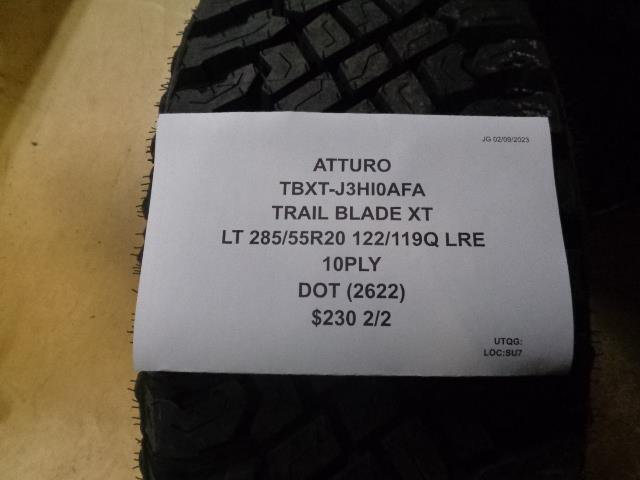 JG 02/09/2023
ATTURO
TBXT-J3HI0AFA
TRAIL BLADE XT
LT 285/55R20 122/119Q LRE
10PLY
DOT (2622)
$230 2/2
UTQG:
LOC:SU7